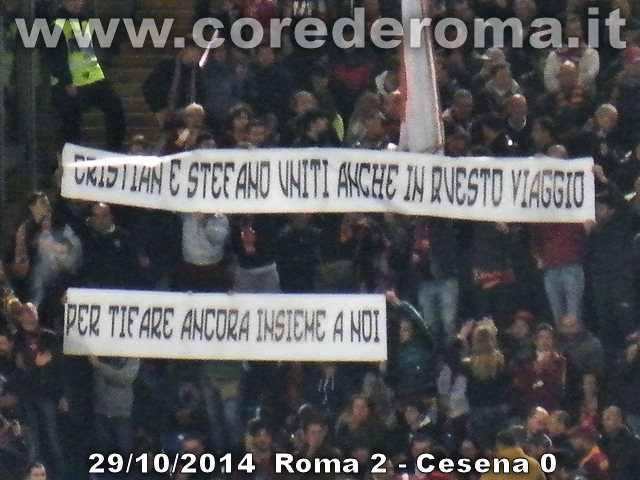 www.corederoma.it
CRISTIAN E STEFANO UNITI ANCHE IN QUESTO VIAGGIO
PER TIFARE ANCORA INSIEME A NOI
29/10/2014 Roma 2 - Cesena 0